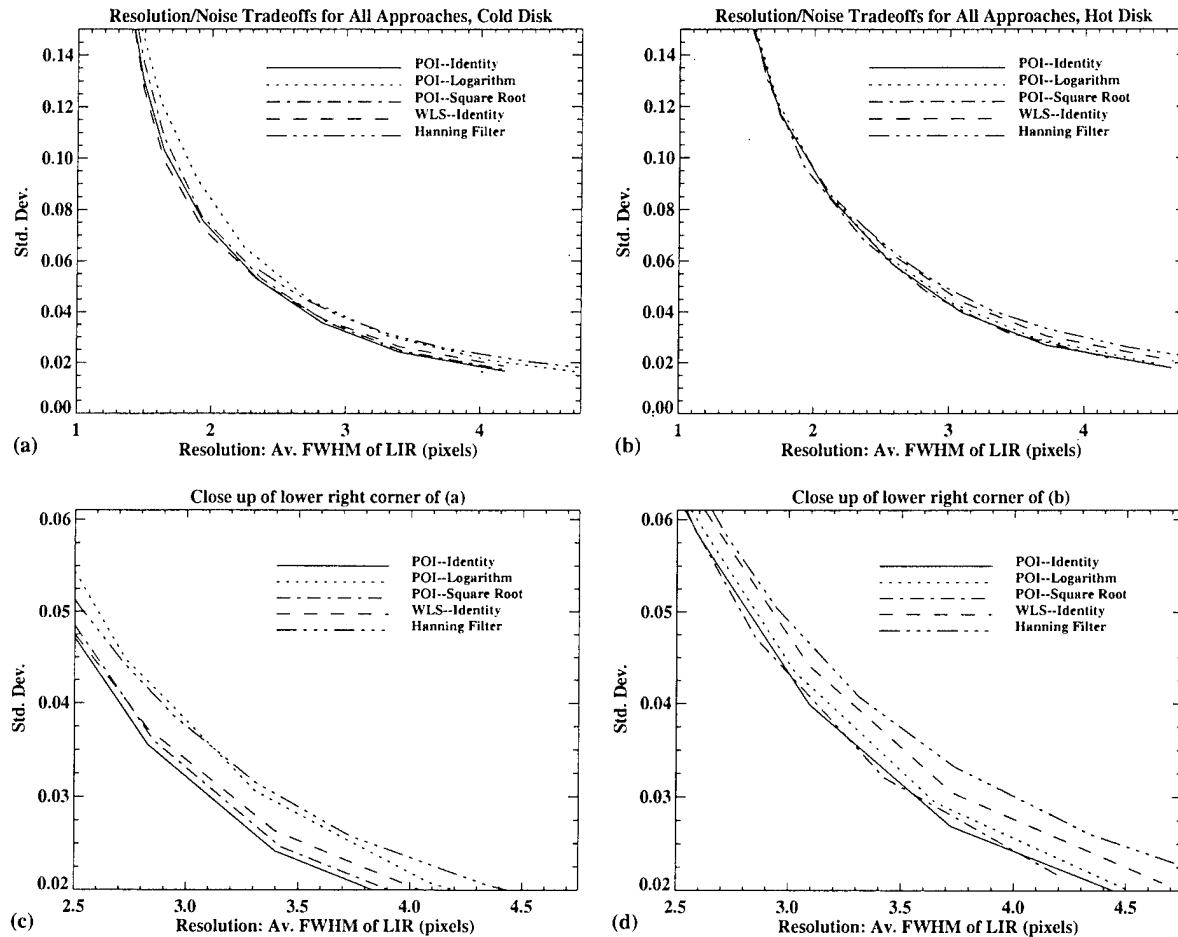 Resolution/Noise Tradeoffs for All Approaches, Cold Disk
0.14
0.12
0.10
0.08
0.06
0.04
0.02
0.00
Std. Dev.
POI--Identity
POI--Logarithm
POI--Square Root
WLS--Identity
Hanning Filter
1 2 3 4
(a)
Resolution: Av. FWHM of LIR (pixels)
Resolution/Noise Tradeoffs for All Approaches, Hot Disk
0.14
0.12
0.10
0.08
0.06
0.04
0.02
0.00
Std. Dev.
POI--Identity
POI--Logarithm
POI--Square Root
WLS--Identity
Hanning Filter
1 2 3 4
(b)
Resolution: Av. FWHM of LIR (pixels)
Close up of lower right corner of (a)
0.06
0.05
0.04
0.03
0.02
Std. Dev.
POI--Identity
POI--Logarithm
POI--Square Root
WLS--Identity
Hanning Filter
2.5 3.0 3.5 4.0 4.5
(c)
Resolution: Av. FWHM of LIR (pixels)
Close up of lower right corner of (b)
0.06
0.05
0.04
0.03
0.02
Std. Dev.
POI--Identity
POI--Logarithm
POI--Square Root
WLS--Identity
Hanning Filter
2.5 3.0 3.5 4.0 4.5
(d)
Resolution: Av. FWHM of LIR (pixels)